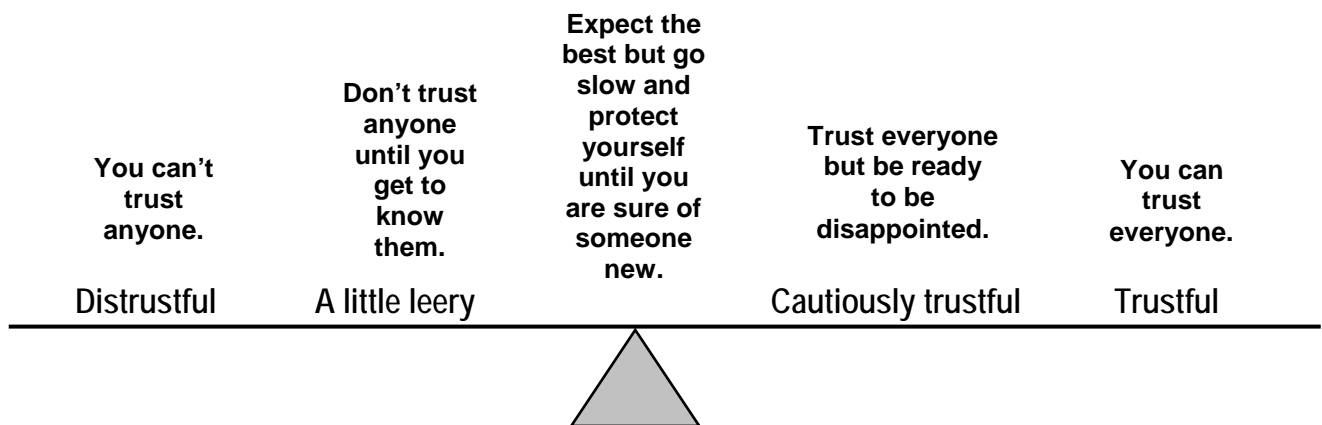 You can't
trust
anyone.
Don't trust
anyone
until you
get to
know
them.
Expect the
best but go
slow and
protect
yourself
until you
are sure of
someone
new.
Trust everyone
but be ready
to be
disappointed.
You can
trust
everyone.
Distrustful
A little leery
Cautiously trustful
Trustful